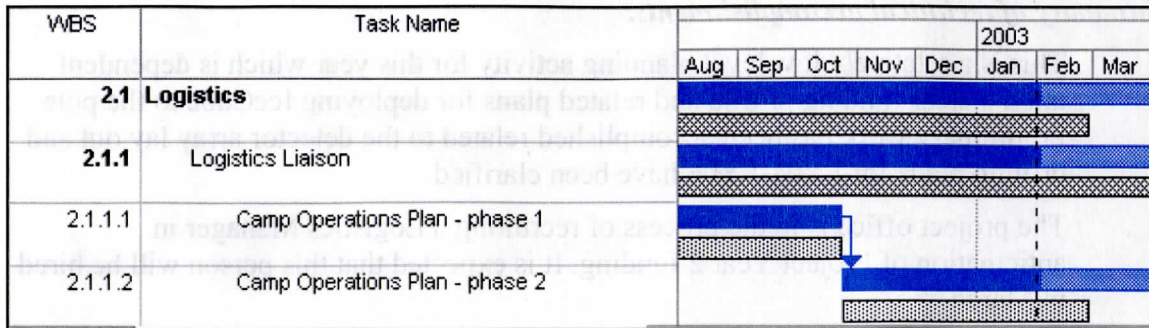 WBS Task Name 2003
Aug Sep Oct Nov Dec Jan Feb Mar
2.1 Logistics
2.1.1 Logistics Liaison
2.1.1.1 Camp Operations Plan - phase 1
2.1.1.2 Camp Operations Plan - phase 2